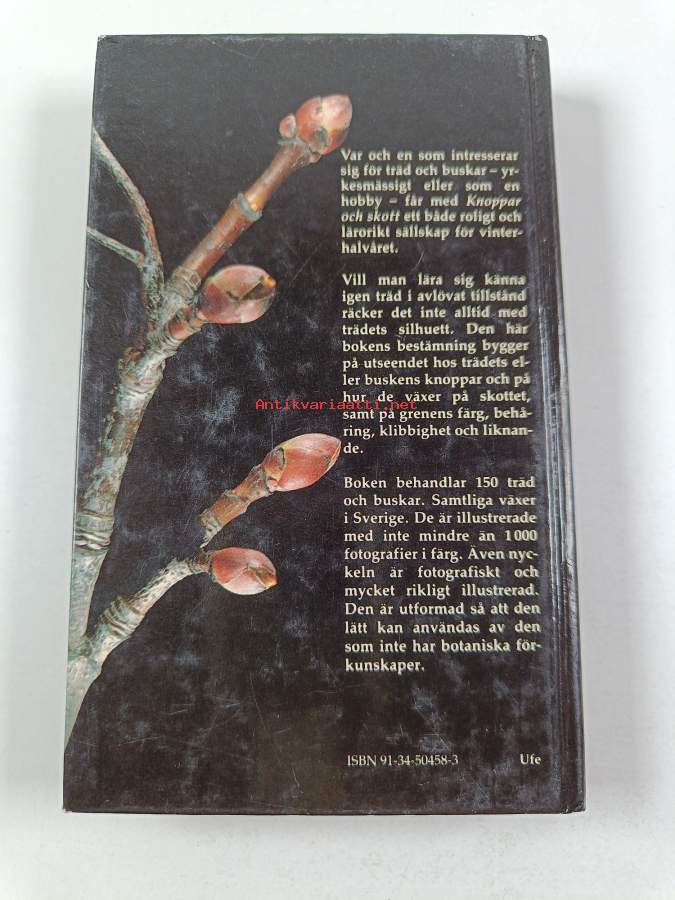 Var och en som intresserar
sig för träd och buskar – yr-
kesmässigt eller som en
hobby – får med Knoppar
och skott ett både roligt och
lärorikt sällskap för vinter-
halvåret.
Vill man lära sig känna
igen träd i avlövat tillstånd
räcker det inte alltid med
trädets silhuett. Den här
bokens bestämning bygger
på utseendet hos trädets el-
ler buskens knoppar och på
hur de växer på skottet,
Antikvariaatti.net
samt på grenens färg, behå-
ring, klibbighet och liknan-
de.
Boken behandlar 150 träd
och buskar. Samtliga växer
i Sverige. De är illustrerade
med inte mindre än 1 000
fotografier i färg. Även nyc-
keln är fotografiskt och
mycket rikligt illustrerad.
Den är utformad så att den
lätt kan användas av den
som inte har botaniska för-
kunskaper.
ISBN 91-34-50458-3 Ufe